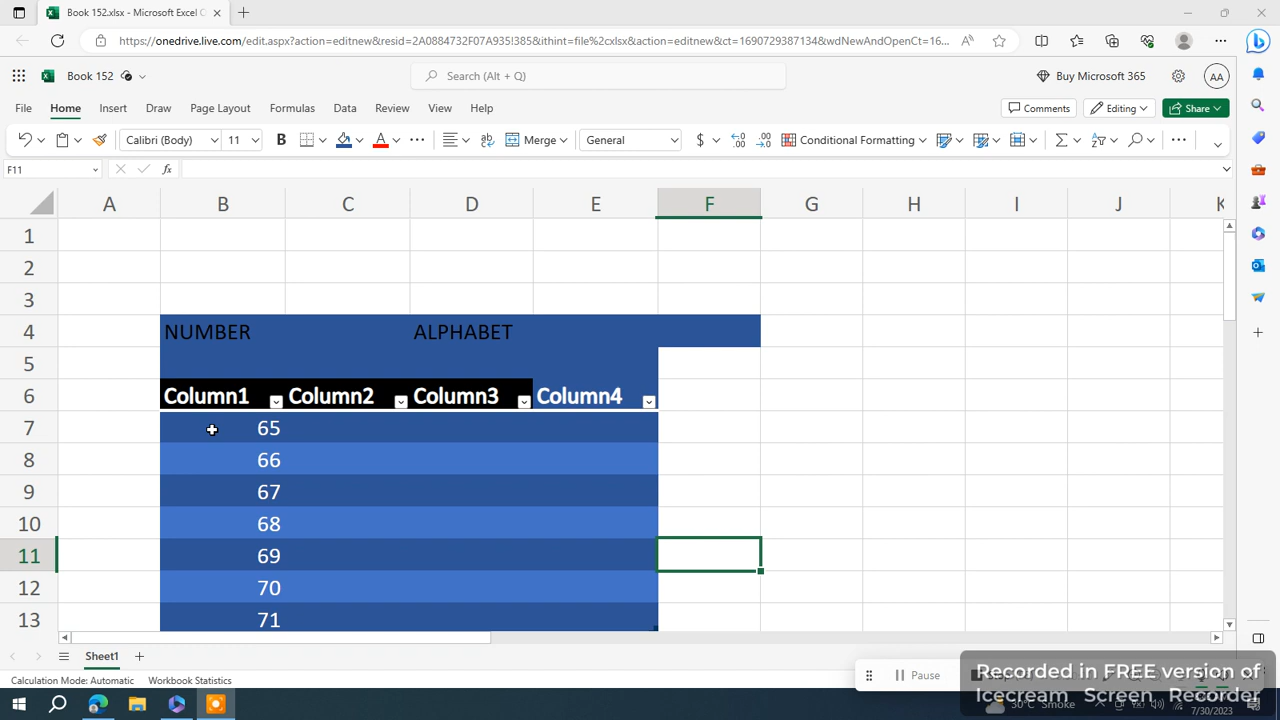 Book 152.xlsx - Microsoft Excel
https://onedrive.live.com/edit.aspx?action=editnew&resid=2A0884732F07A935!385&ithint=file%2cxlsx&action=editnew&ct=1690729387134&wdNewAndOpenCt=16...
Book 152
Search (Alt + Q)
Buy Microsoft 365
AA
File Home Insert Draw Page Layout Formulas Data Review View Help
Comments Editing Share
Calibri (Body) 11 B Merge General $ Conditional Formatting
F11 fx
A B C D E F G H I J K
1
2
3
4 NUMBER ALPHABET
5
6 Column1 Column2 Column3 Column4
7 65
8 66
9 67
10 68
11 69
12 70
13 71
Sheet1
Calculation Mode: Automatic Workbook Statistics
Pause
Recorded in FREE version of
Icecream Screen Recorder
30°C Smoke
7/30/2023